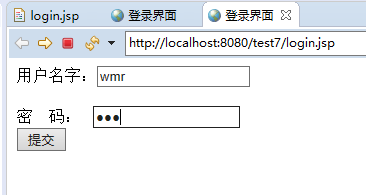 login.jsp 登录界面 登录界面
http://localhost:8080/test7/login.jsp
用户名字： wmr
密 码： •••
提交